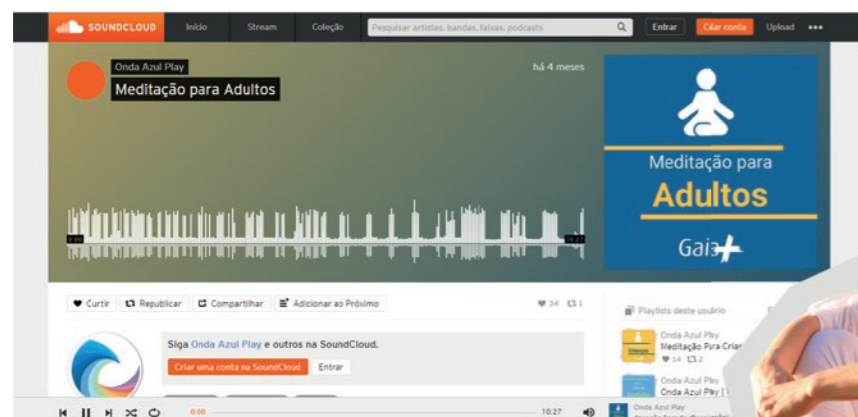 SOUNDCLOUD Início Stream Coleção Pesquisar artistas, bandas, faixas, podcasts Entrar Criar conta Upload
Onda Azul Play há 4 meses
Meditação para Adultos
Meditação para
Adultos
Gaia+
0:00 10:27
Curtir Republicar Compartilhar Adicionar ao Próximo 34 1
Playlists deste usuário
Siga Onda Azul Play e outros na SoundCloud.
Criar uma conta na SoundCloud Entrar
Onda Azul Play
Meditação Para Crian
14 2
Onda Azul Play
Onda Azul Play |
0:00 10:27
Onda Azul Play